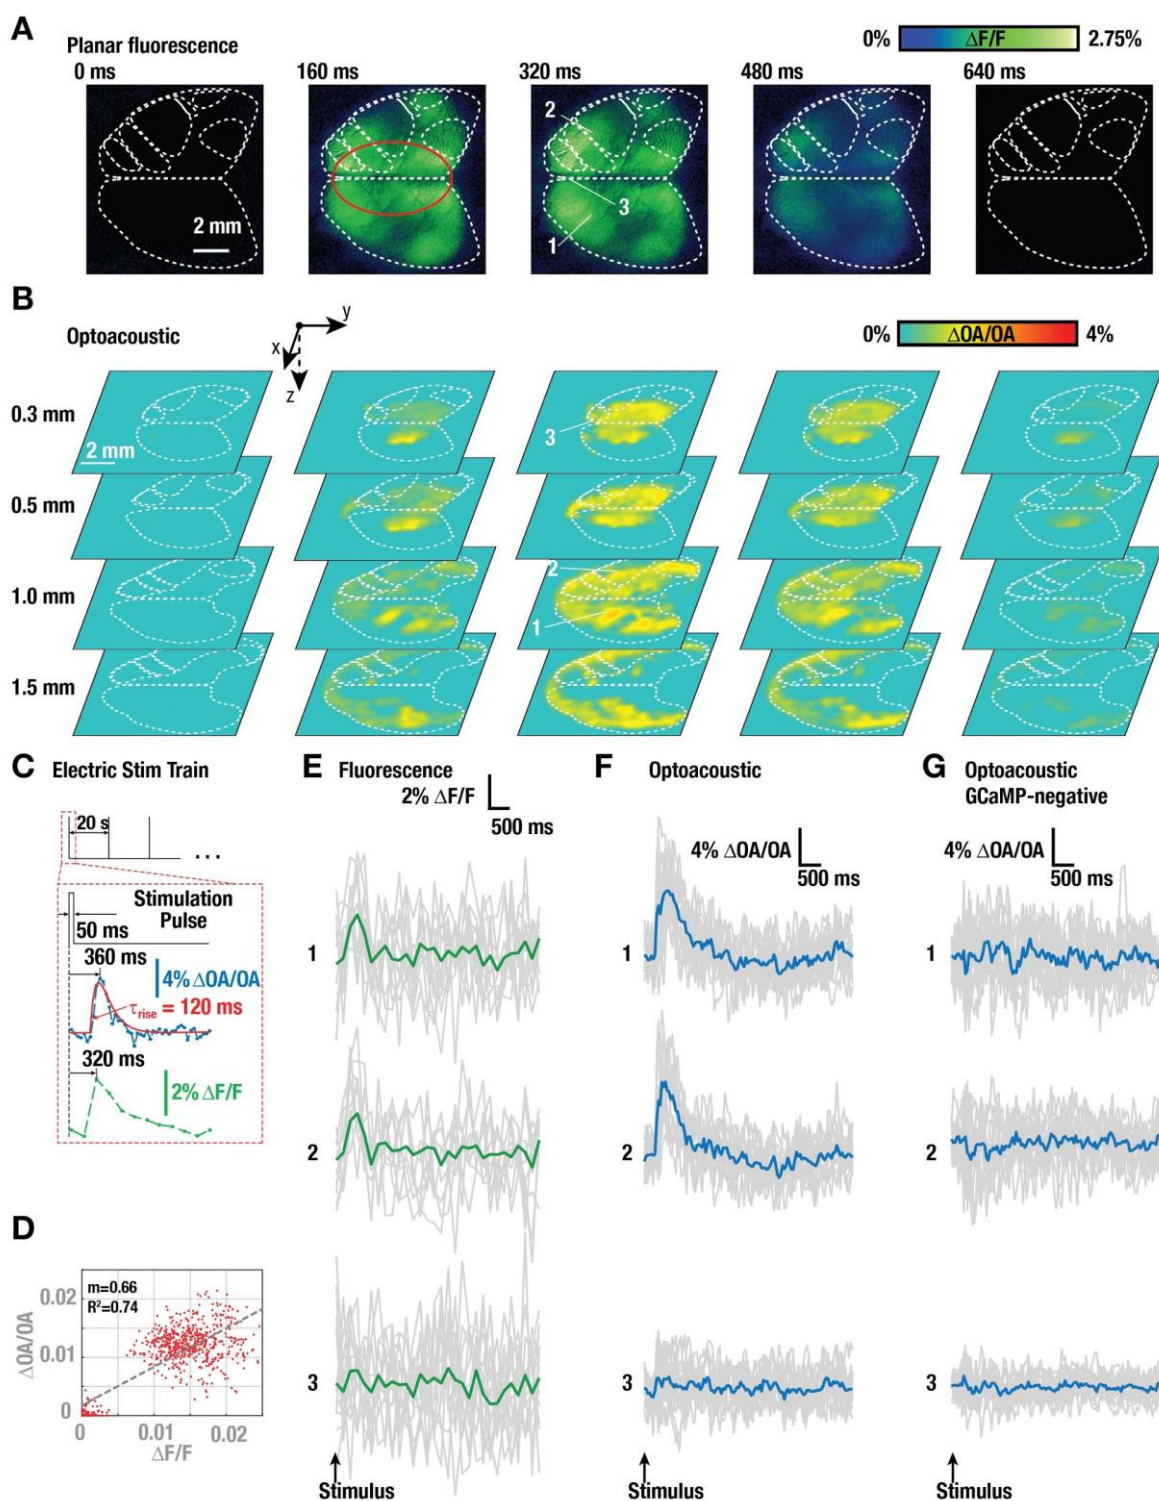 A
Planar fluorescence
0% ΔF/F 2.75%
0 ms 160 ms 320 ms 480 ms 640 ms
2
3
2 mm
1
B
Optoacoustic
x y z
0% ΔOA/OA 4%
0.3 mm
3
2 mm
0.5 mm
1.0 mm
2
1
1.5 mm
C Electric Stim Train
20 s
...
Stimulation
Pulse
50 ms
360 ms
4% ΔOA/OA
τrise = 120 ms
320 ms
2% ΔF/F
D
m=0.66
R²=0.74
0.02
0.01
0
ΔOA/OA
0 0.01 0.02
ΔF/F
E Fluorescence
2% ΔF/F
500 ms
1
2
3
Stimulus
F Optoacoustic
4% ΔOA/OA
500 ms
1
2
3
Stimulus
G Optoacoustic
GCaMP-negative
4% ΔOA/OA
500 ms
1
2
3
Stimulus